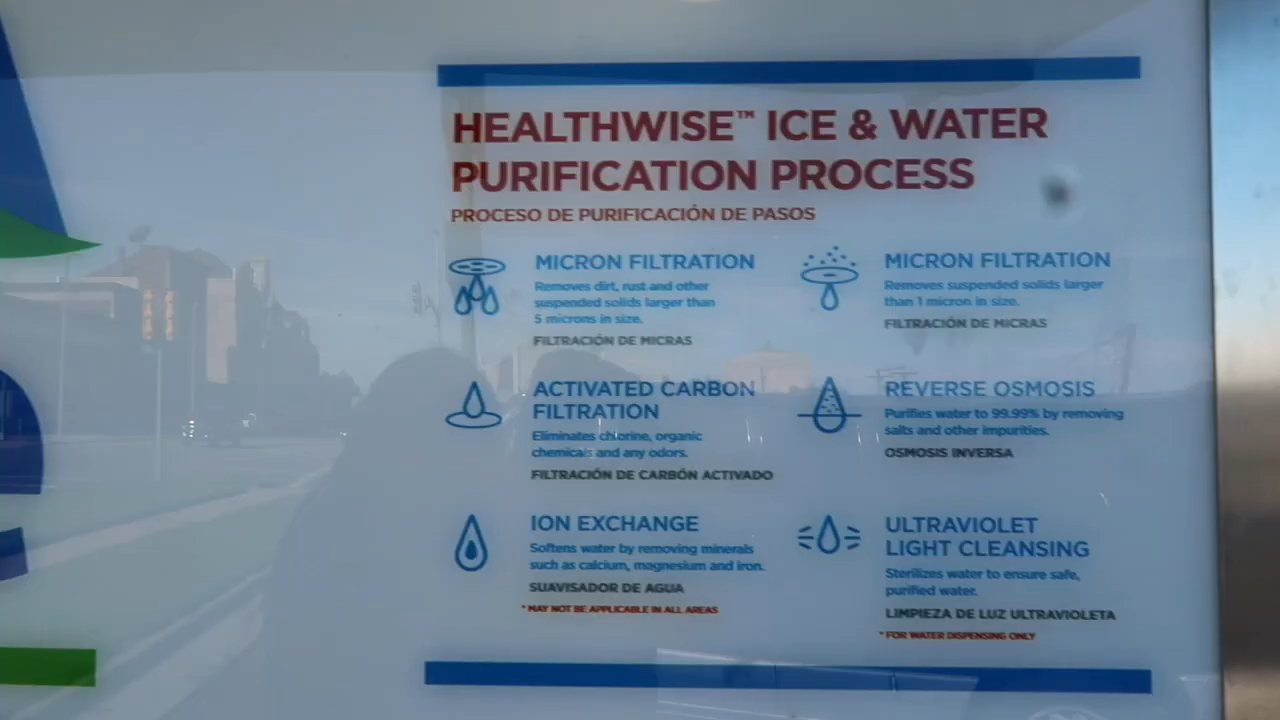 HEALTHWISE™ ICE & WATER
PURIFICATION PROCESS
PROCESO DE PURIFICACIÓN DE PASOS
MICRON FILTRATION
Removes dirt, rust and other
suspended solids larger than
5 microns in size.
FILTRACIÓN DE MICRAS
ACTIVATED CARBON
FILTRATION
Eliminates chlorine, organic
chemicals and any odors.
FILTRACIÓN DE CARBÓN ACTIVADO
ION EXCHANGE
Softens water by removing minerals
such as calcium, magnesium and iron.
SUAVISADOR DE AGUA
* MAY NOT BE APPLICABLE IN ALL AREAS
MICRON FILTRATION
Removes suspended solids larger
than 1 micron in size.
FILTRACIÓN DE MICRAS
REVERSE OSMOSIS
Purifies water to 99.99% by removing
salts and other impurities.
OSMOSIS INVERSA
ULTRAVIOLET
LIGHT CLEANSING
Sterilizes water to ensure safe,
purified water.
LIMPIEZA DE LUZ ULTRAVIOLETA
* FOR WATER DISPENSING ONLY